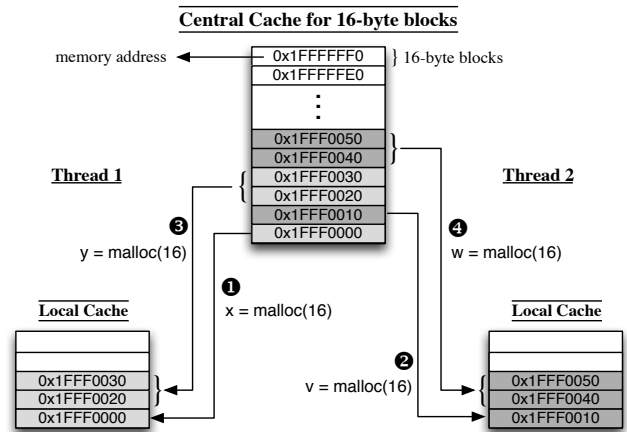 Central Cache for 16-byte blocks
memory address
0x1FFFFFF0
16-byte blocks
0x1FFFFFE0
0x1FFF0050
0x1FFF0040
0x1FFF0030
0x1FFF0020
0x1FFF0010
0x1FFF0000
Thread 1
Thread 2
❸
y = malloc(16)
❹
w = malloc(16)
❶
x = malloc(16)
❷
v = malloc(16)
Local Cache
0x1FFF0030
0x1FFF0020
0x1FFF0000
Local Cache
0x1FFF0050
0x1FFF0040
0x1FFF0010